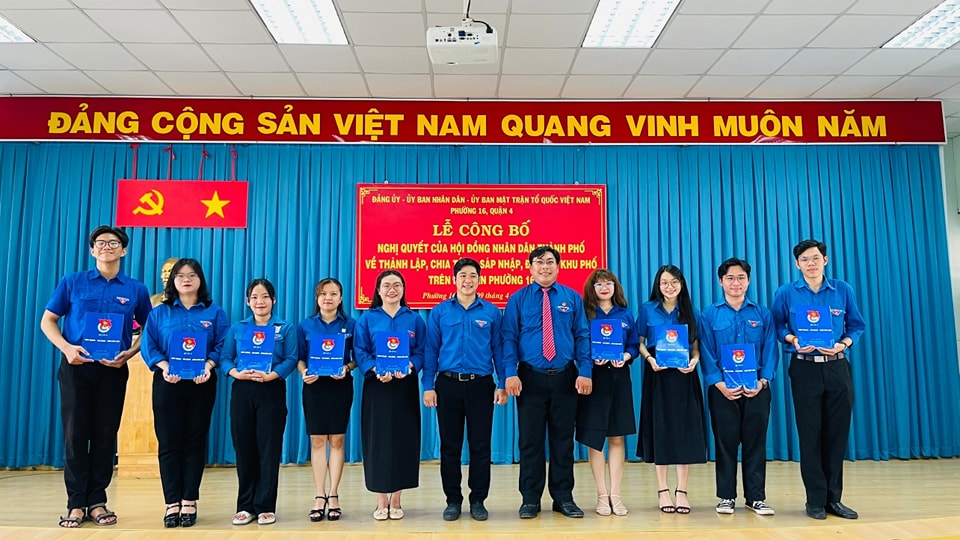 ĐẢNG CỘNG SẢN VIỆT NAM QUANG VINH MUÔN NĂM
ĐẢNG ỦY - ỦY BAN NHÂN DÂN - ỦY BAN MẶT TRẬN TỔ QUỐC VIỆT NAM
PHƯỜNG 16, QUẬN 4
LỄ CÔNG BỐ
NGHỊ QUYẾT CỦA HỘI ĐỒNG NHÂN DÂN THÀNH PHỐ
VỀ THÀNH LẬP, CHIA SÁP NHẬP, KHU PHỐ
TRÊN PHƯỜNG 16
Phường 09 tháng 4